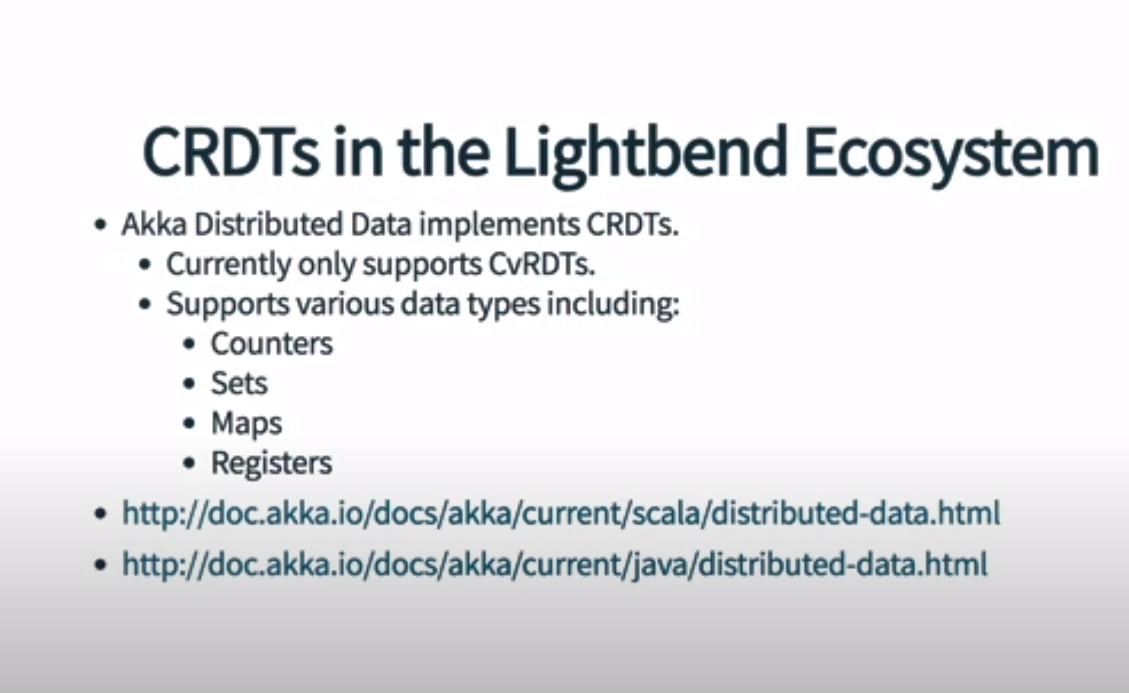 CRDTs in the Lightbend Ecosystem
• Akka Distributed Data implements CRDTs.
• Currently only supports CvRDTs.
• Supports various data types including:
• Counters
• Sets
• Maps
• Registers
• http://doc.akka.io/docs/akka/current/scala/distributed-data.html
• http://doc.akka.io/docs/akka/current/java/distributed-data.html